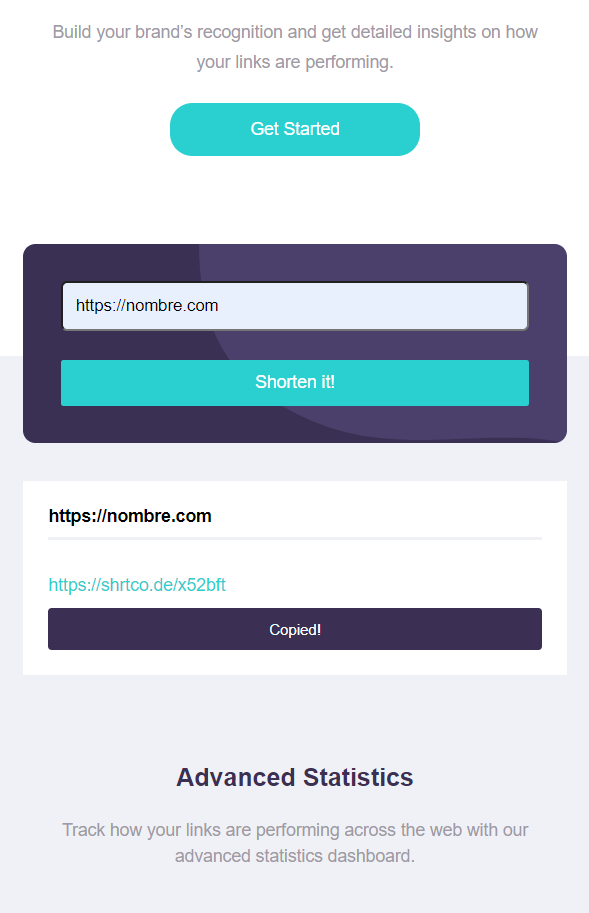 Build your brand’s recognition and get detailed insights on how
your links are performing.
Get Started
https://nombre.com
Shorten it!
https://nombre.com
https://shrtco.de/x52bft
Copied!
Advanced Statistics
Track how your links are performing across the web with our
advanced statistics dashboard.